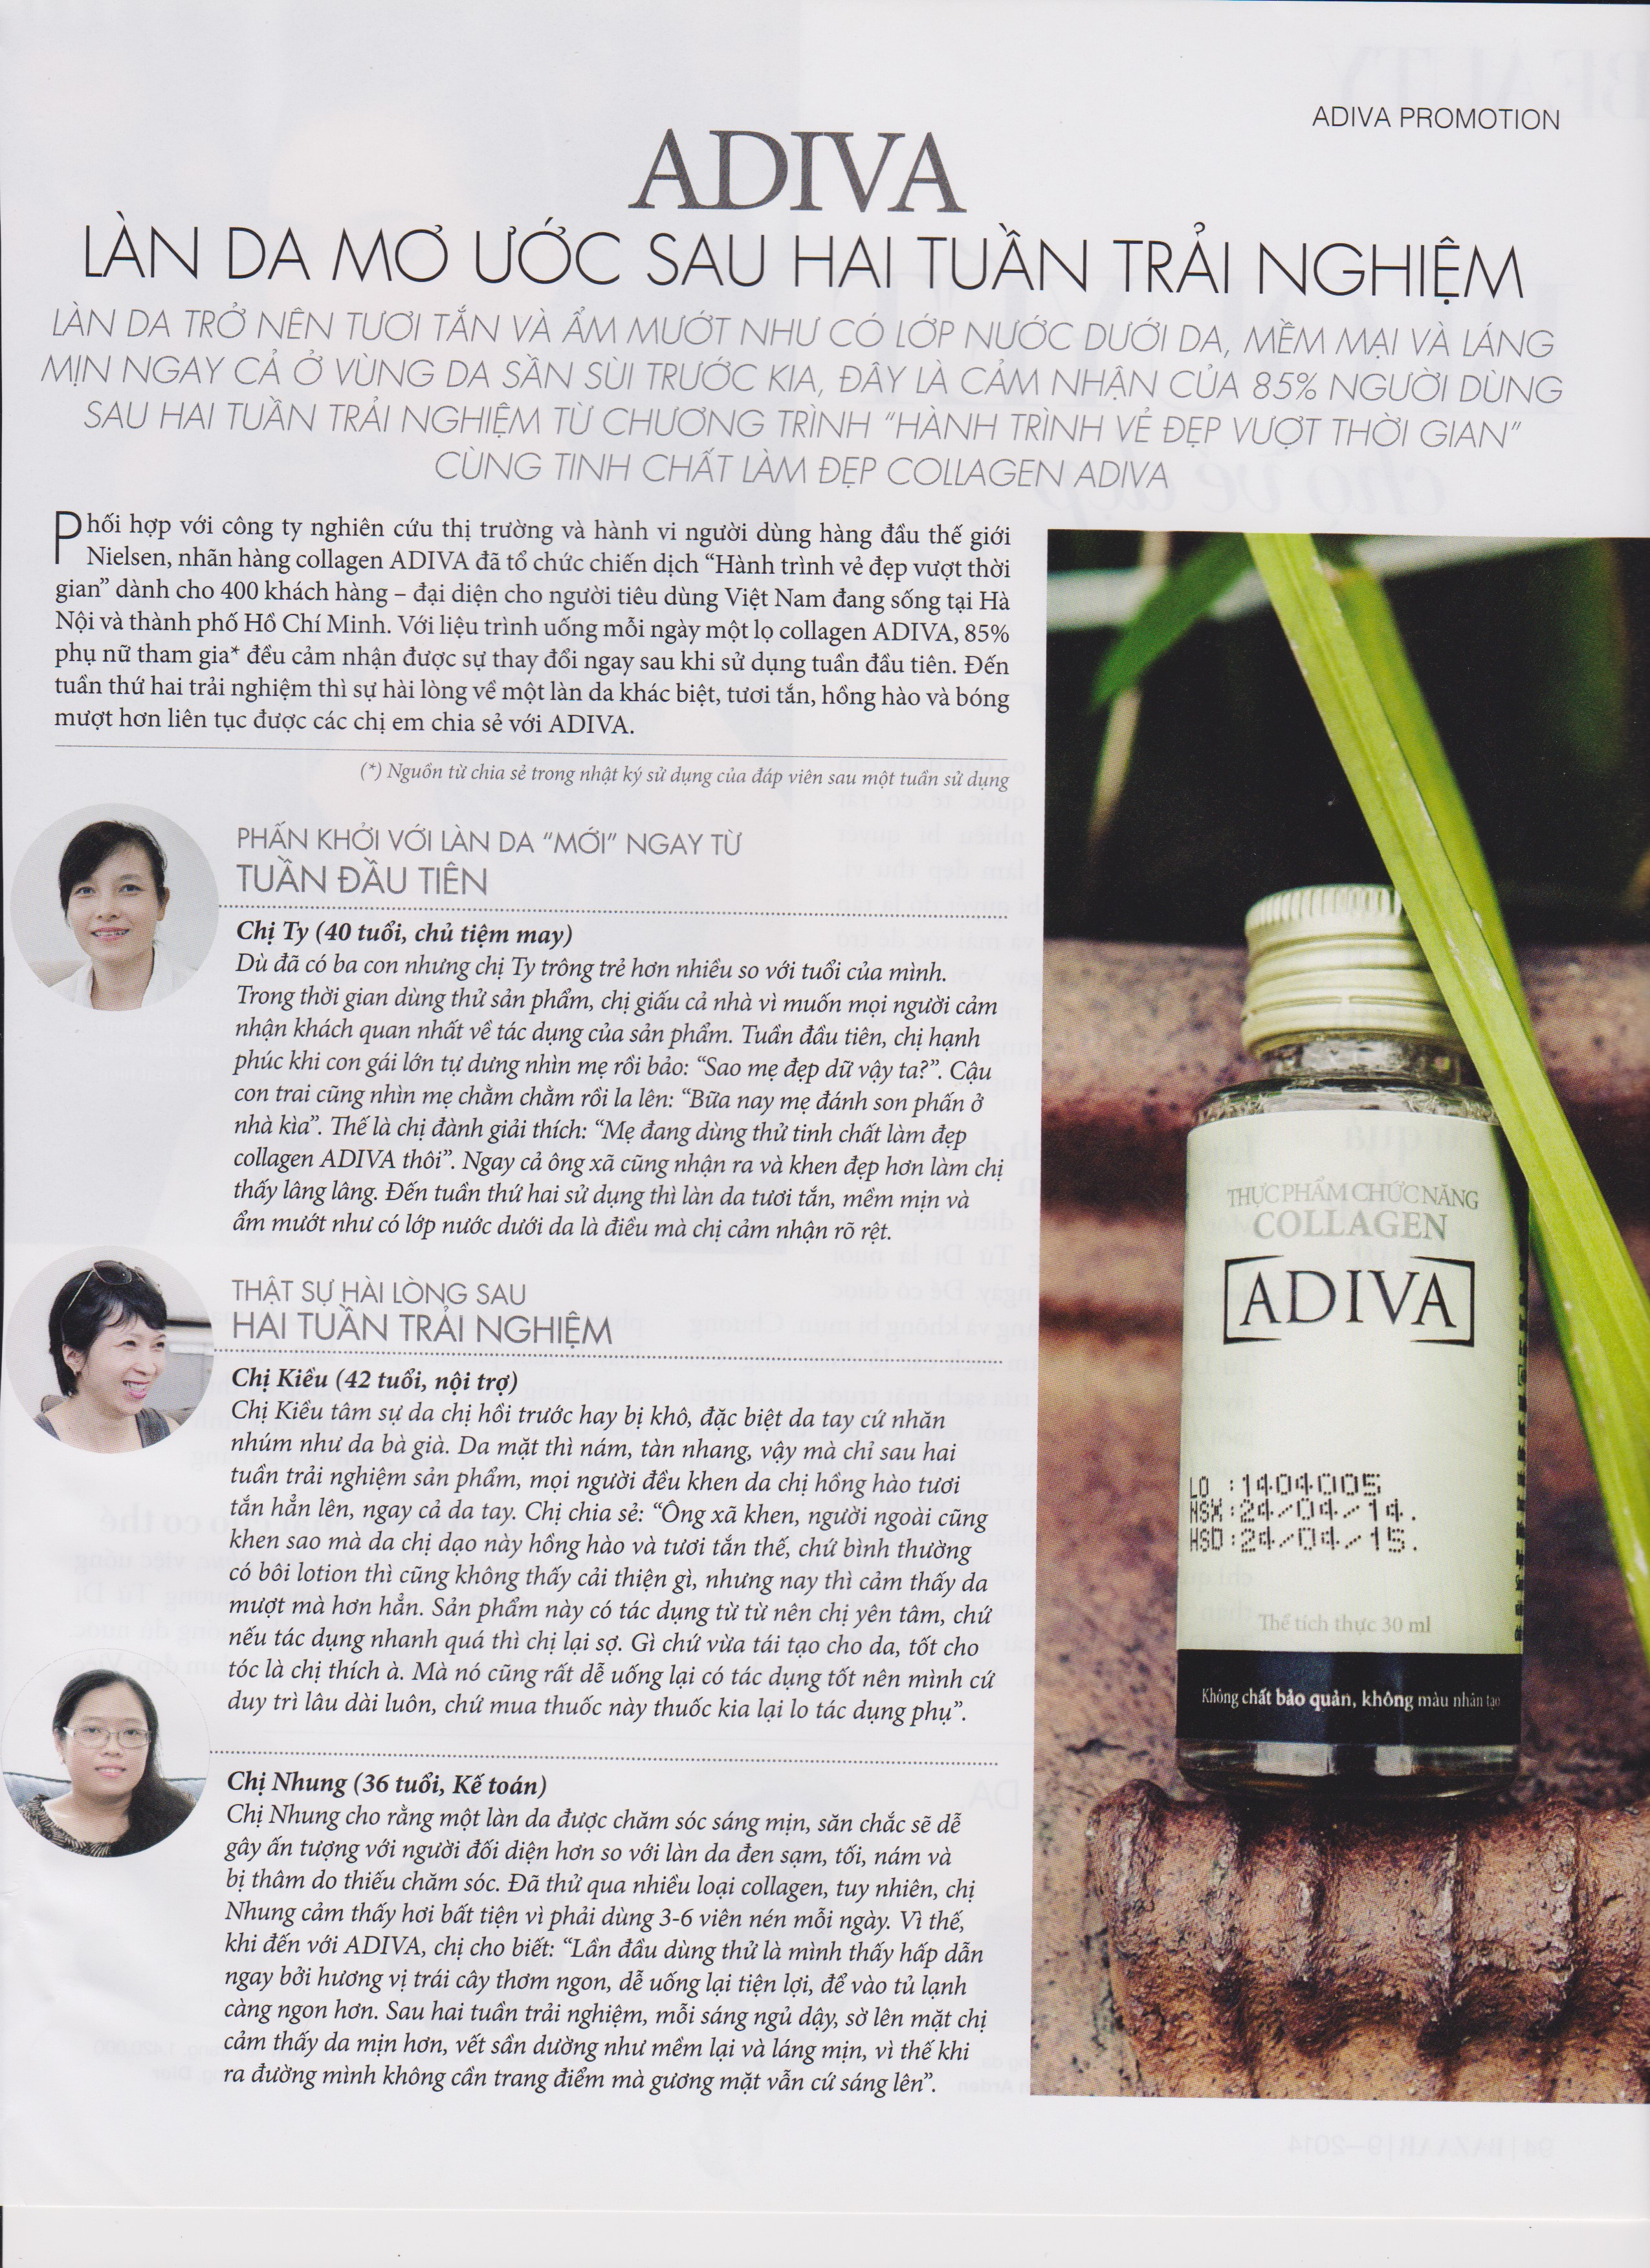 ADIVA PROMOTION
ADIVA
LÀN DA MƠ ƯỚC SAU HAI TUẦN TRẢI NGHIỆM
LÀN DA TRỞ NÊN TƯƠI TẮN VÀ ẨM MƯỚT NHƯ CÓ LỚP NƯỚC DƯỚI DA, MỀM MẠI VÀ LÁNG
MỊN NGAY CẢ Ở VÙNG DA SẦN SÙI TRƯỚC KIA, ĐÂY LÀ CẢM NHẬN CỦA 85% NGƯỜI DÙNG
SAU HAI TUẦN TRẢI NGHIỆM TỪ CHƯƠNG TRÌNH “HÀNH TRÌNH VẺ ĐẸP VƯỢT THỜI GIAN”
CÙNG TINH CHẤT LÀM ĐẸP COLLAGEN ADIVA
Phối hợp với công ty nghiên cứu thị trường và hành vi người dùng hàng đầu thế giới
Nielsen, nhãn hàng collagen ADIVA đã tổ chức chiến dịch “Hành trình vẻ đẹp vượt thời
gian” dành cho 400 khách hàng – đại diện cho người tiêu dùng Việt Nam đang sống tại Hà
Nội và thành phố Hồ Chí Minh. Với liệu trình uống mỗi ngày một lọ collagen ADIVA, 85%
phụ nữ tham gia* đều cảm nhận được sự thay đổi ngay sau khi sử dụng tuần đầu tiên. Đến
tuần thứ hai trải nghiệm thì sự hài lòng về một làn da khác biệt, tươi tắn, hồng hào và bóng
mượt hơn liên tục được các chị em chia sẻ với ADIVA.
(*) Nguồn từ chia sẻ trong nhật ký sử dụng của đáp viên sau một tuần sử dụng
PHẤN KHỞI VỚI LÀN DA “MỚI” NGAY TỪ
TUẦN ĐẦU TIÊN
Chị Ty (40 tuổi, chủ tiệm may)
Dù đã có ba con nhưng chị Ty trông trẻ hơn nhiều so với tuổi của mình.
Trong thời gian dùng thử sản phẩm, chị giấu cả nhà vì muốn mọi người cảm
nhận khách quan nhất về tác dụng của sản phẩm. Tuần đầu tiên, chị hạnh
phúc khi con gái lớn tự dưng nhìn mẹ rồi bảo: “Sao mẹ đẹp dữ vậy ta?”. Cậu
con trai cũng nhìn mẹ chằm chằm rồi la lên: “Bữa nay mẹ đánh son phấn ở
nhà kìa”. Thế là chị đành giải thích: “Mẹ đang dùng thử tinh chất làm đẹp
collagen ADIVA thôi”. Ngay cả ông xã cũng nhận ra và khen đẹp hơn làm chị
thấy lâng lâng. Đến tuần thứ hai sử dụng thì làn da tươi tắn, mềm mịn và
ẩm mướt như có lớp nước dưới da là điều mà chị cảm nhận rõ rệt.
THẬT SỰ HÀI LÒNG SAU
HAI TUẦN TRẢI NGHIỆM
Chị Kiều (42 tuổi, nội trợ)
Chị Kiều tâm sự da chị hồi trước hay bị khô, đặc biệt da tay cứ nhăn
nhúm như da bà già. Da mặt thì nám, tàn nhang, vậy mà chỉ sau hai
tuần trải nghiệm sản phẩm, mọi người đều khen da chị hồng hào tươi
tắn hẳn lên, ngay cả da tay. Chị chia sẻ: “Ông xã khen, người ngoài cũng
khen sao mà da chị dạo này hồng hào và tươi tắn thế, chứ bình thường
có bôi lotion thì cũng không thấy cải thiện gì, nhưng nay thì cảm thấy da
mượt mà hơn hẳn. Sản phẩm này có tác dụng từ từ nên chị yên tâm, chứ
nếu tác dụng nhanh quá thì chị lại sợ. Gì chứ vừa tái tạo cho da, tốt cho
tóc là chị thích à. Mà nó cũng rất dễ uống lại có tác dụng tốt nên mình cứ
duy trì lâu dài luôn, chứ mua thuốc này thuốc kia lại lo tác dụng phụ”.
Chị Nhung (36 tuổi, Kế toán)
Chị Nhung cho rằng một làn da được chăm sóc sáng mịn, săn chắc sẽ dễ
gây ấn tượng với người đối diện hơn so với làn da đen sạm, tối, nám và
bị thâm do thiếu chăm sóc. Đã thử qua nhiều loại collagen, tuy nhiên, chị
Nhung cảm thấy hơi bất tiện vì phải dùng 3-6 viên nén mỗi ngày. Vì thế,
khi đến với ADIVA, chị cho biết: “Lần đầu dùng thử là mình thấy hấp dẫn
ngay bởi hương vị trái cây thơm ngon, dễ uống lại tiện lợi, để vào tủ lạnh
càng ngon hơn. Sau hai tuần trải nghiệm, mỗi sáng ngủ dậy, sờ lên mặt chị
cảm thấy da mịn hơn, vết sần dường như mềm lại và láng mịn, vì thế khi
ra đường mình không cần trang điểm mà gương mặt vẫn cứ sáng lên”.
THỰC PHẨM CHỨC NĂNG
COLLAGEN
ADIVA
LO :1404005
NSX:24/04/14.
HSD:24/04/15.
Thể tích thực 30 ml
Không chất bảo quản, không màu nhân tạo